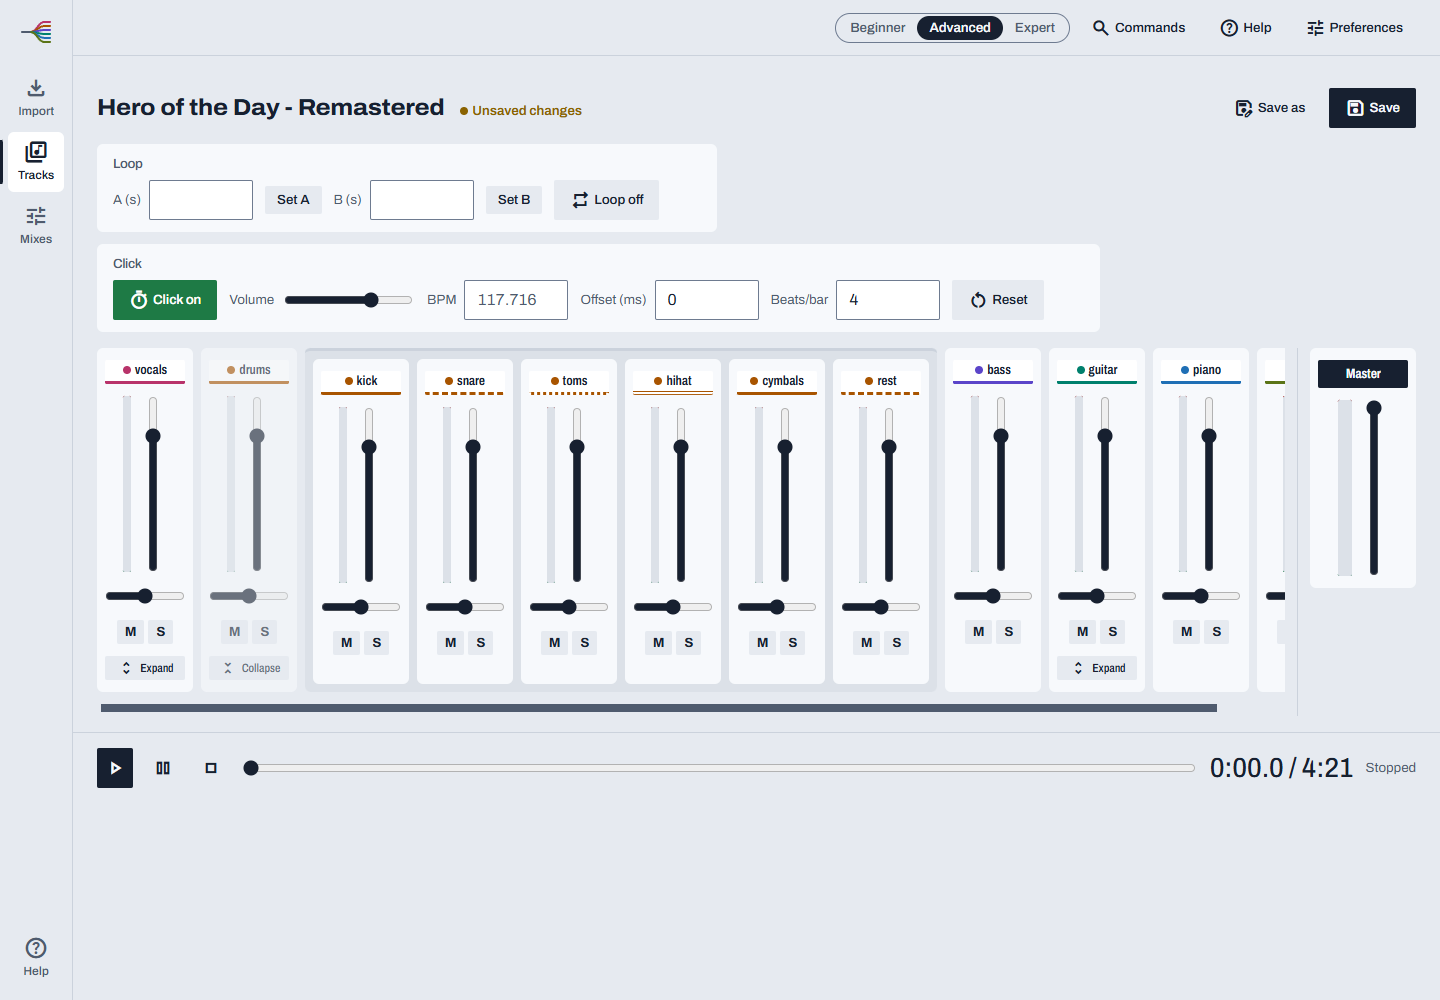 Beginner Advanced Expert Commands Help Preferences
Import
Tracks
Mixes
Hero of the Day - Remastered Unsaved changes Save as Save
Loop
A (s) Set A B (s) Set B Loop off
Click
Click on Volume BPM 117.716 Offset (ms) 0 Beats/bar 4 Reset
vocals drums kick snare toms hihat cymbals rest bass guitar piano Master
M S M S M S M S M S M S M S M S M S M S M S
Expand Collapse Expand
0:00.0 / 4:21 Stopped
Help